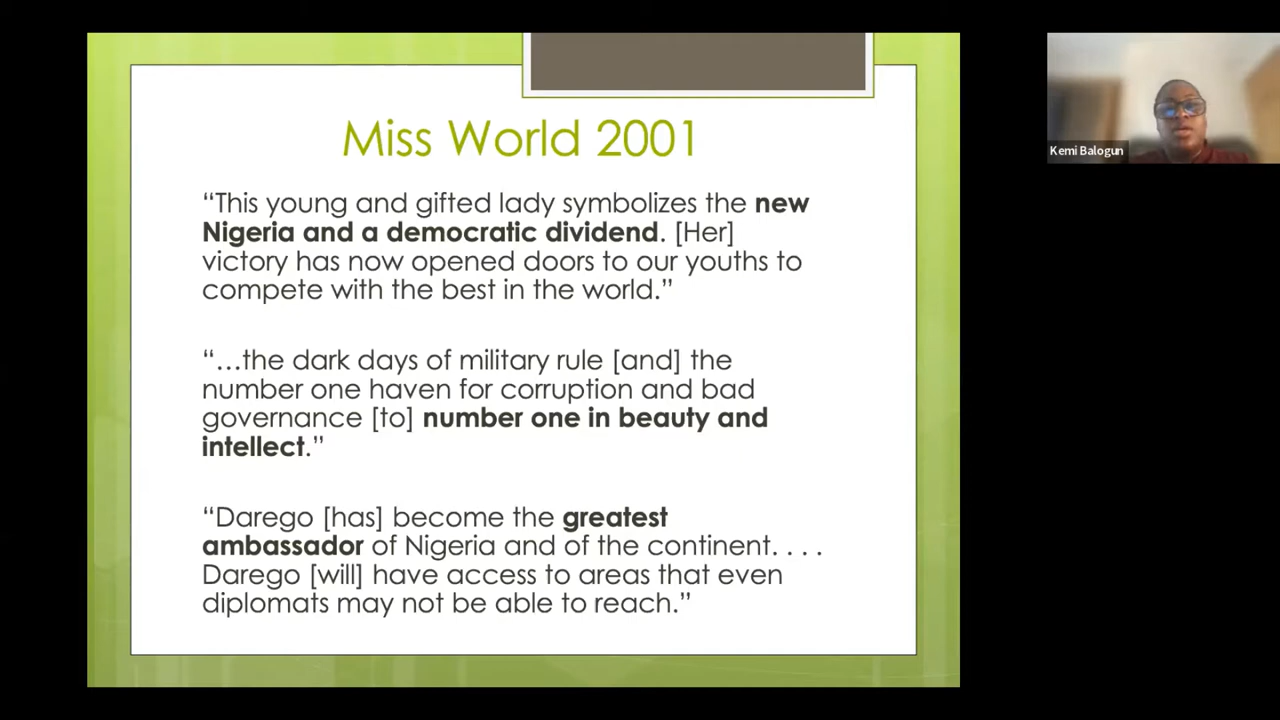 Miss World 2001
“This young and gifted lady symbolizes the new
Nigeria and a democratic dividend. [Her]
victory has now opened doors to our youths to
compete with the best in the world.”
“…the dark days of military rule [and] the
number one haven for corruption and bad
governance [to] number one in beauty and
intellect.”
“Darego [has] become the greatest
ambassador of Nigeria and of the continent. . . .
Darego [will] have access to areas that even
diplomats may not be able to reach.”
Kemi Balogun